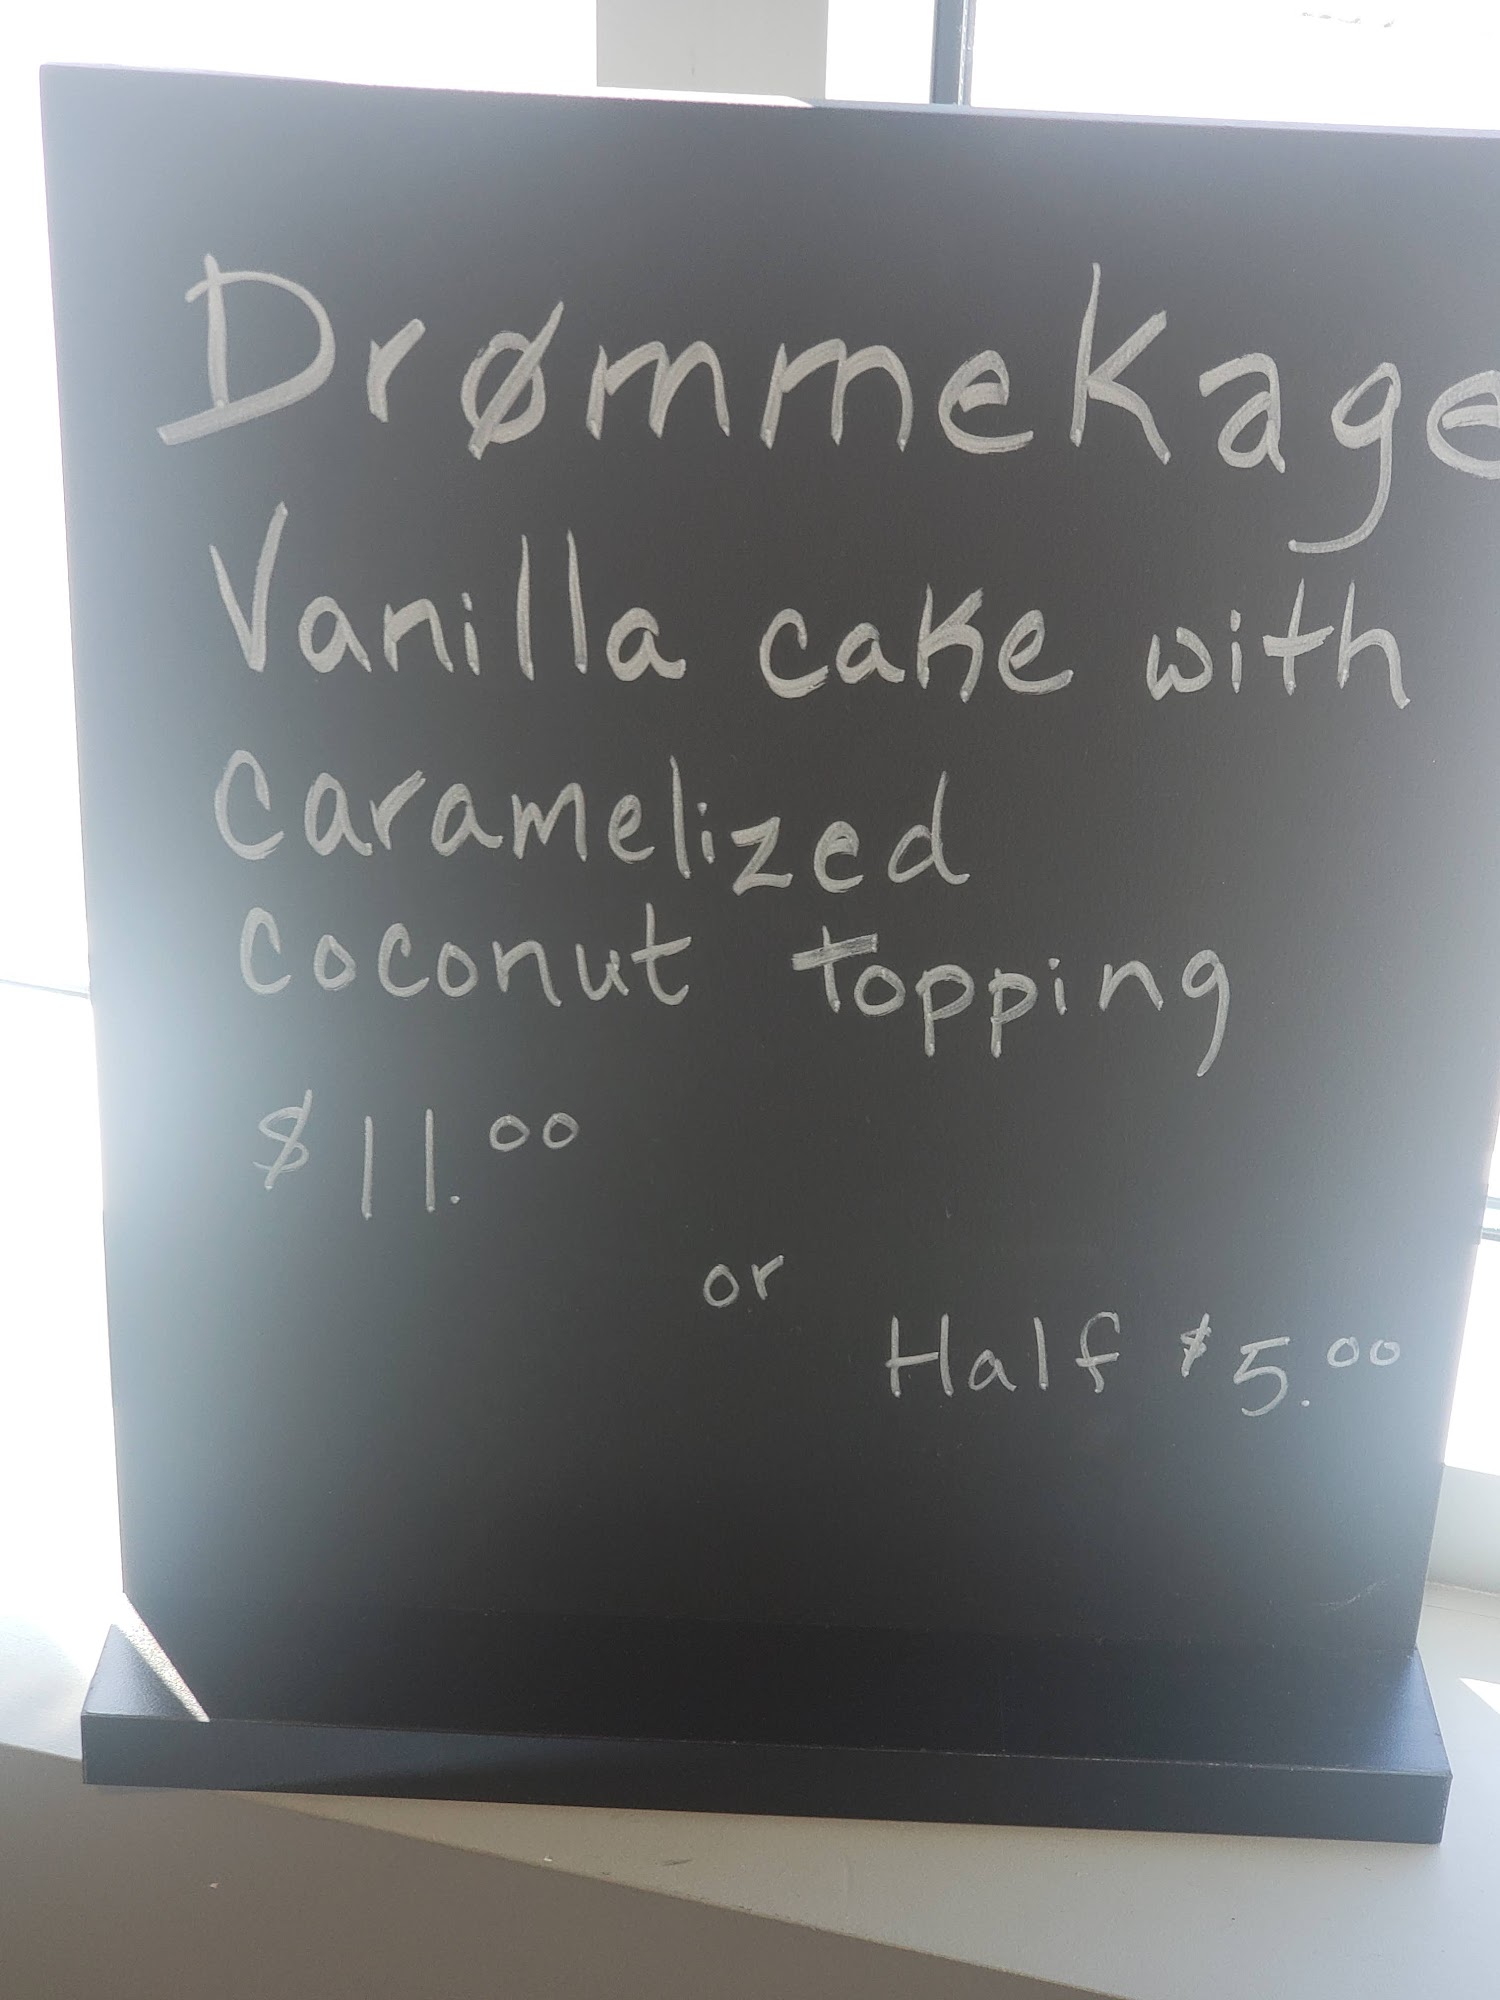 Drømmekage
Vanilla cake with
Caramelized
Coconut Topping
$11.00
or
Half $5.00